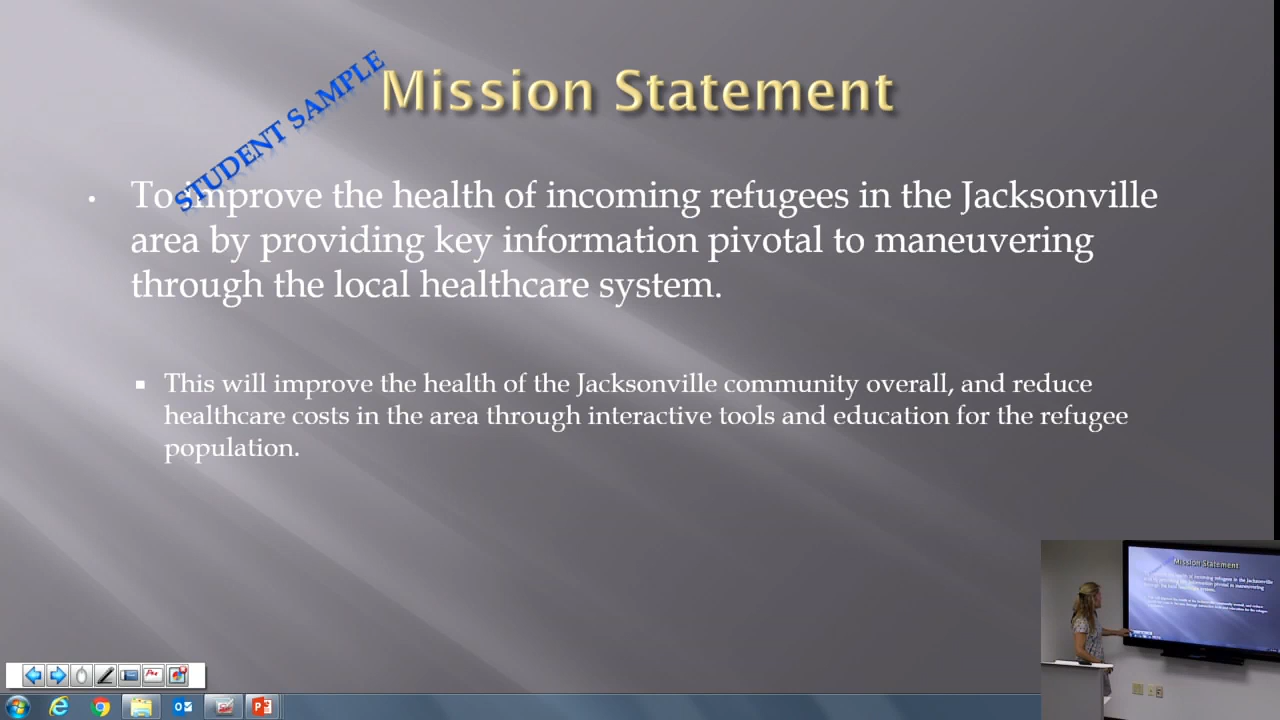 Mission Statement
STUDENT SAMPLE
• To improve the health of incoming refugees in the Jacksonville
area by providing key information pivotal to maneuvering
through the local healthcare system.
▪ This will improve the health of the Jacksonville community overall, and reduce
healthcare costs in the area through interactive tools and education for the refugee
population.
Mission Statement